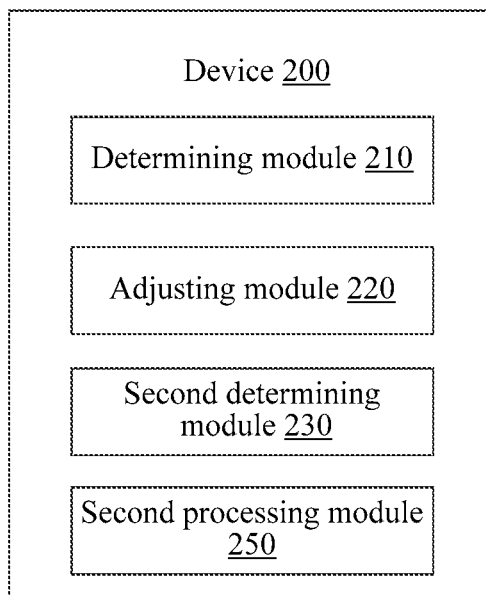 Device 200
Determining module 210
Adjusting module 220
Second determining
module 230
Second processing module
250